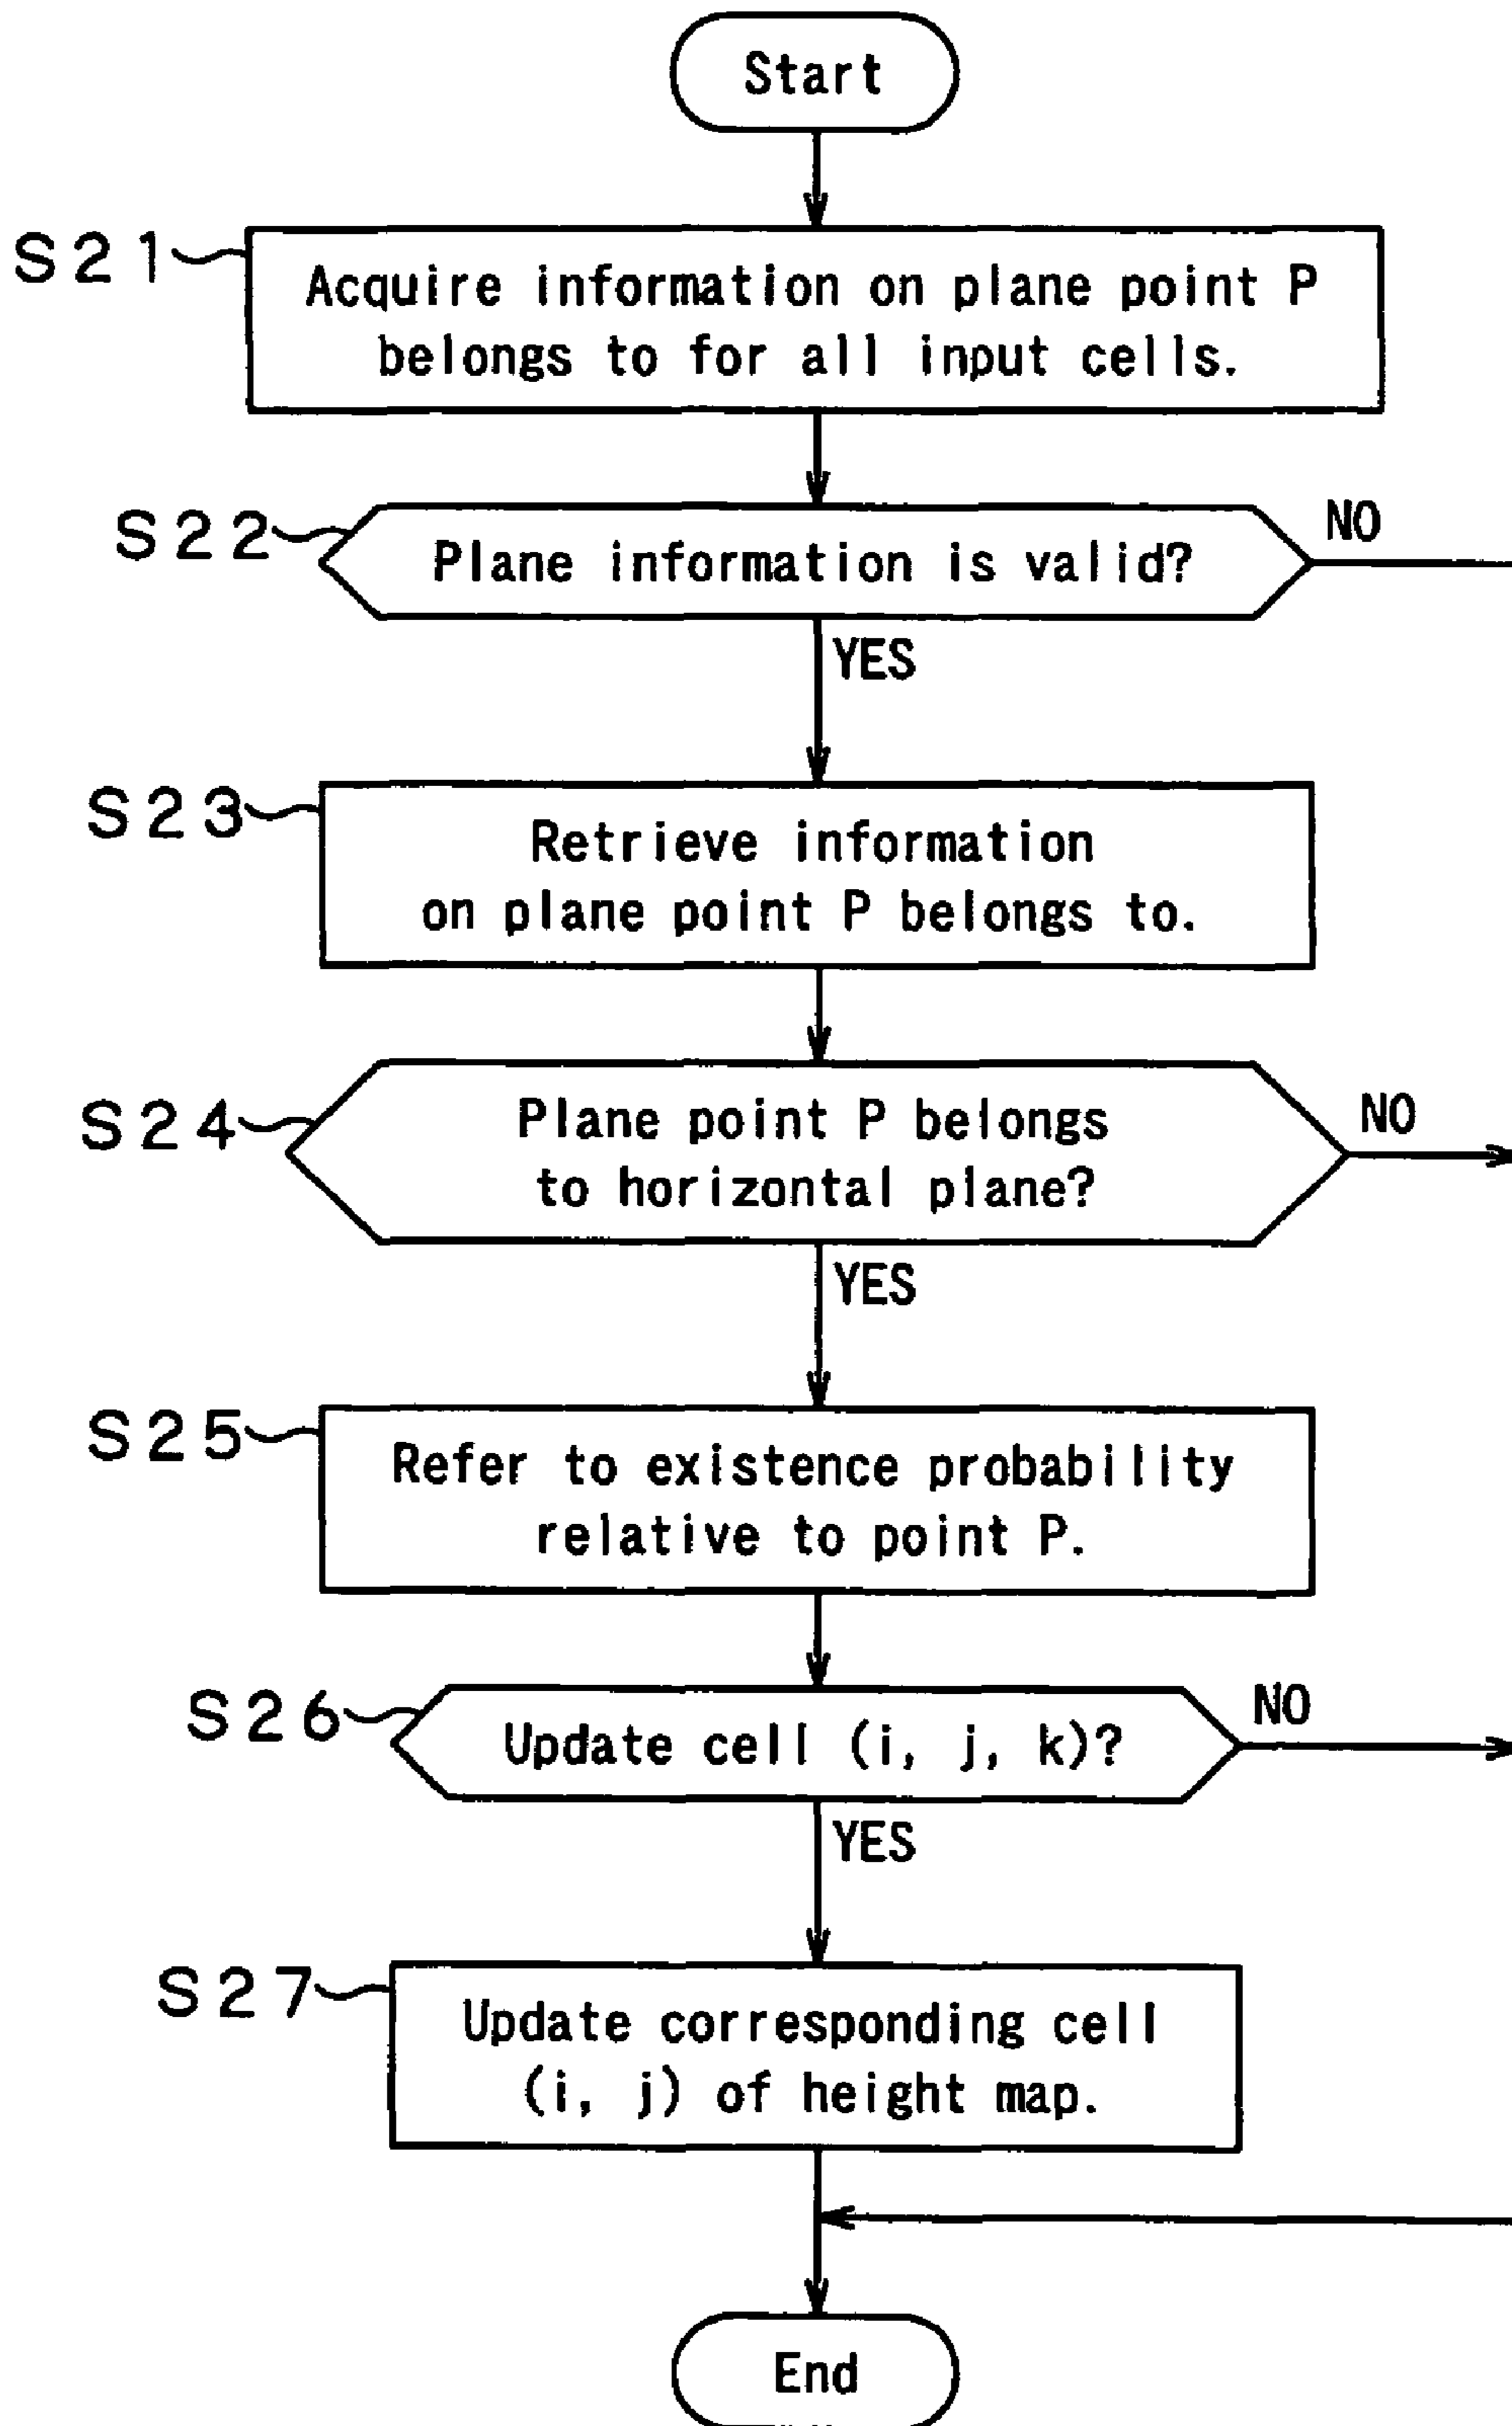 Start
S21
Acquire information on plane point P
belongs to for all input cells.
S22
Plane information is valid?
NO
YES
S23
Retrieve information
on plane point P belongs to.
S24
Plane point P belongs
to horizontal plane?
NO
YES
S25
Refer to existence probability
relative to point P.
S26
Update cell (i, j, k)?
NO
YES
S27
Update corresponding cell
(i, j) of height map.
End